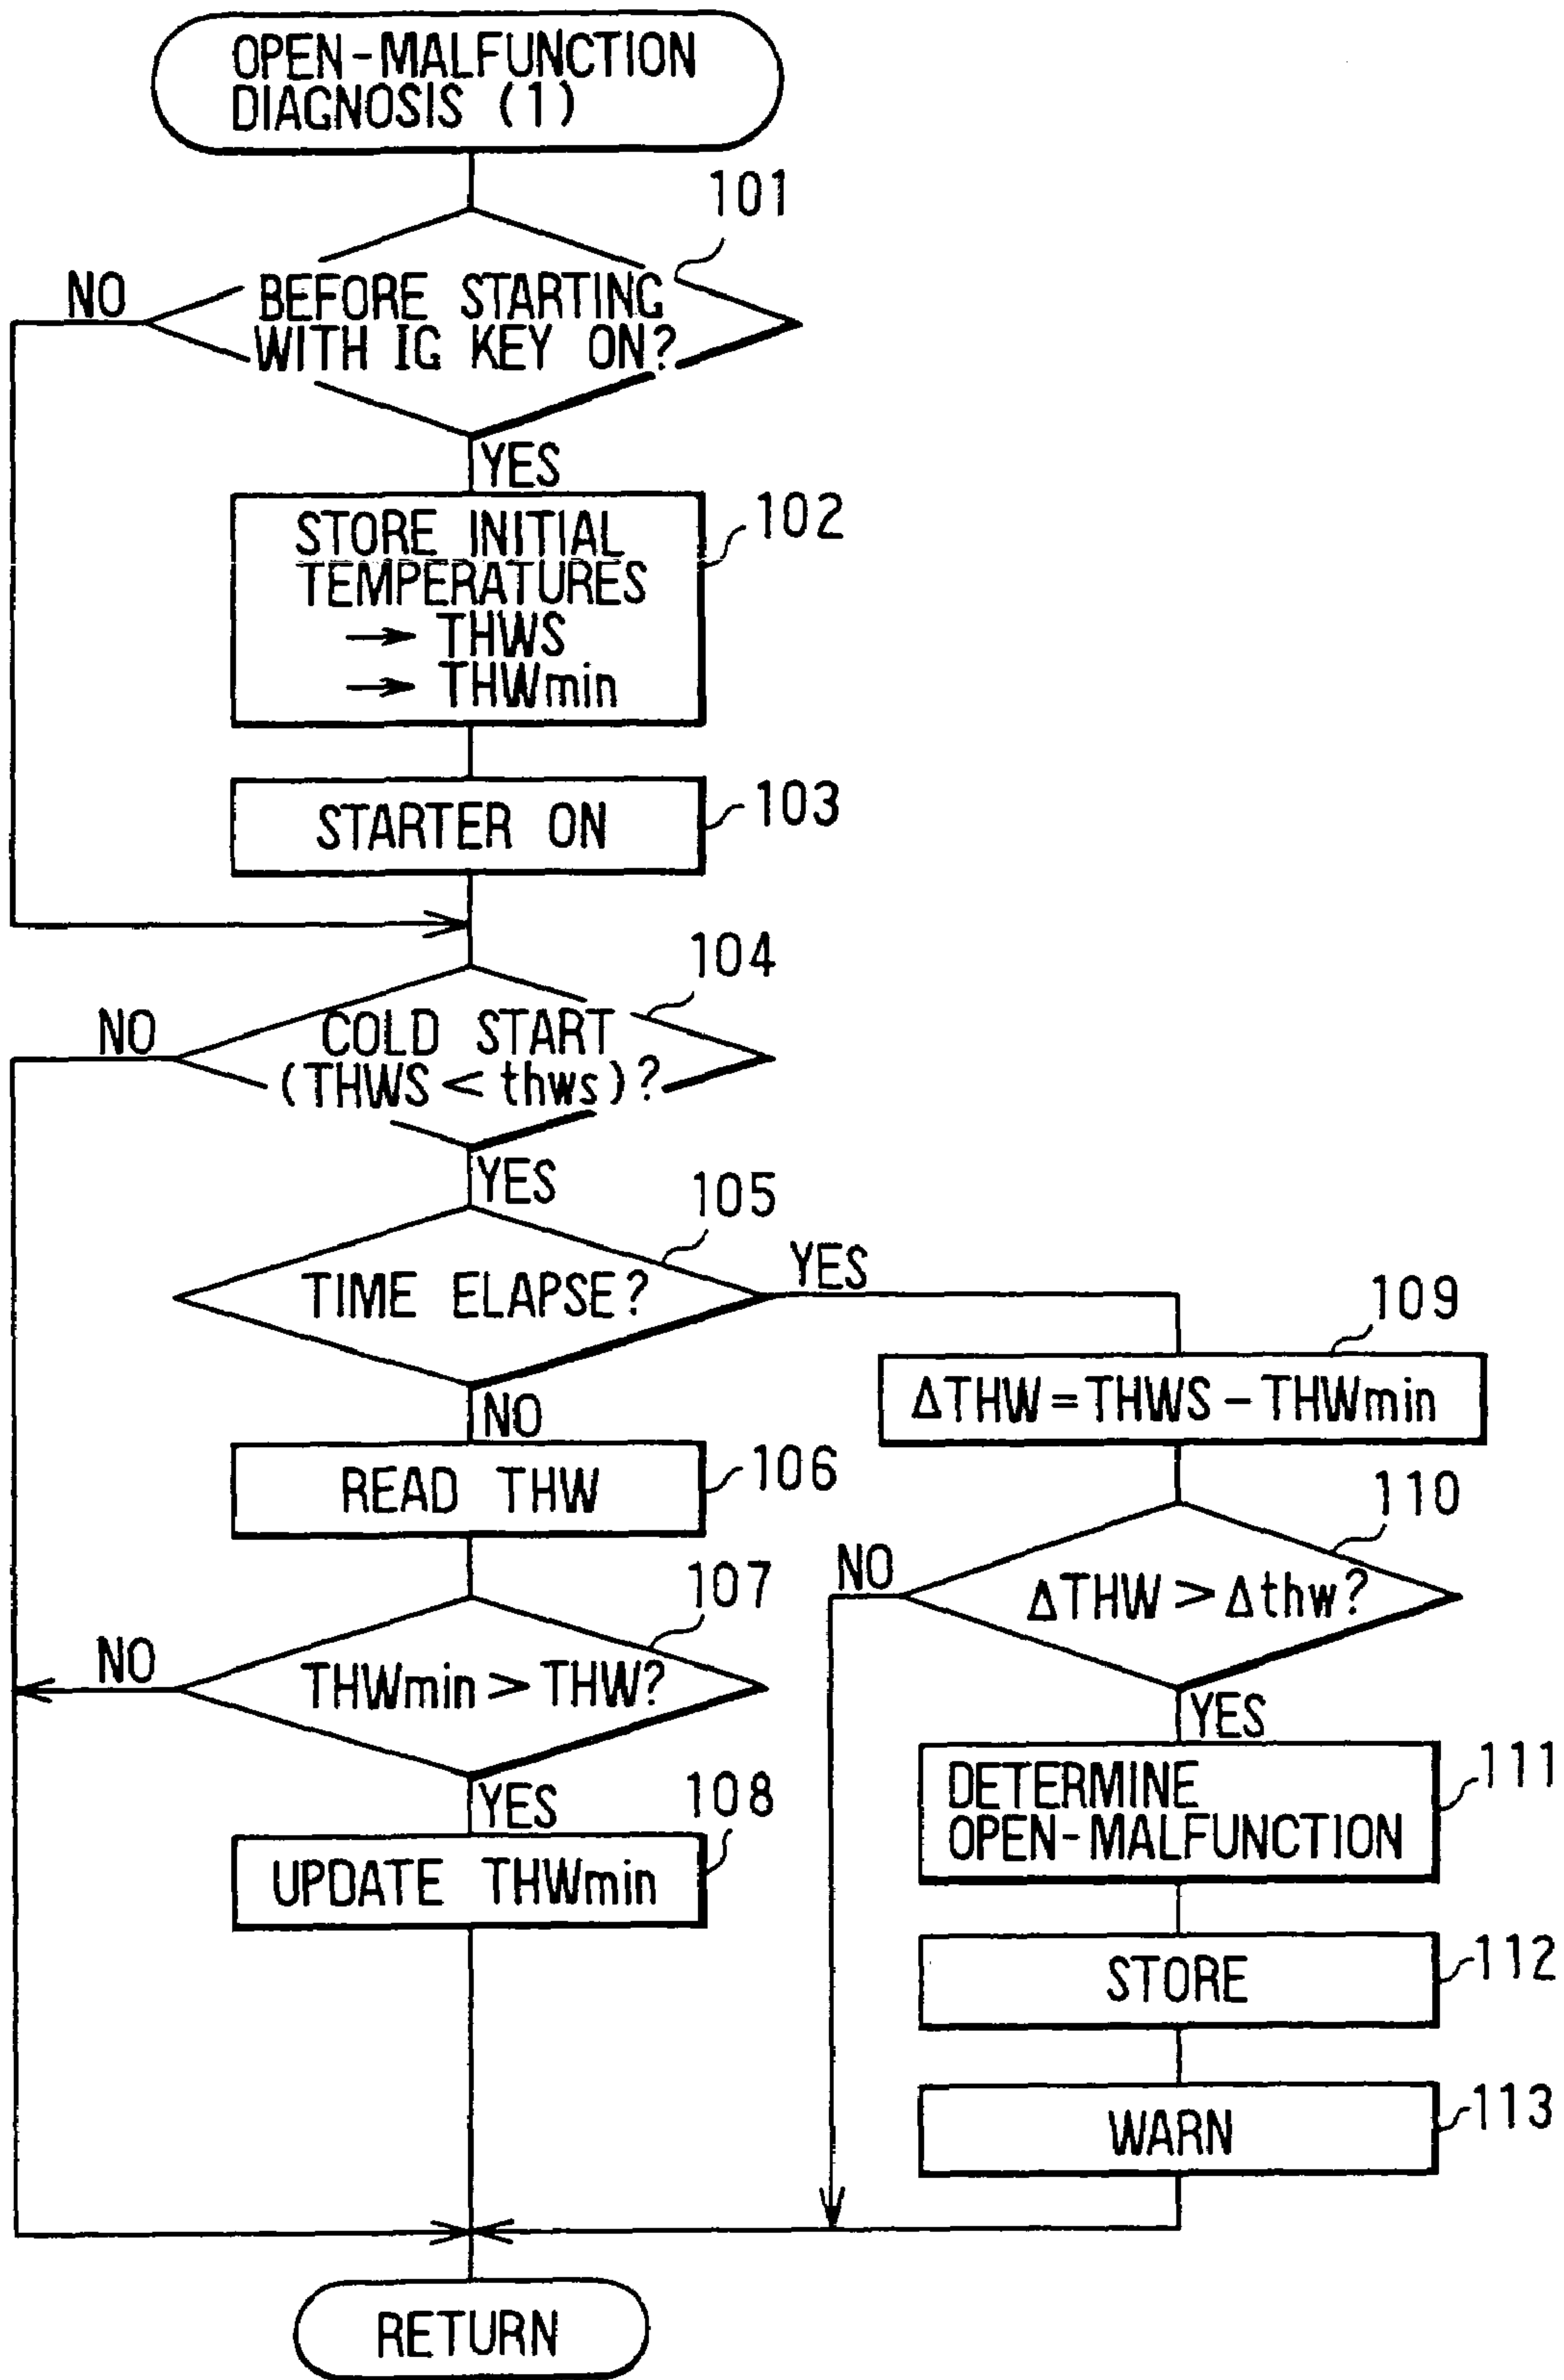 OPEN-MALFUNCTION
DIAGNOSIS (1)
101
NO
BEFORE STARTING
WITH IG KEY ON?
YES
102
STORE INITIAL
TEMPERATURES
→ THWS
→ THWmin
103
STARTER ON
104
NO
COLD START
(THWS < thws)?
YES
105
TIME ELAPSE?
YES
109
ΔTHW = THWS - THWmin
NO
106
READ THW
110
NO
ΔTHW > Δthw?
107
NO
THWmin > THW?
YES
111
DETERMINE
OPEN-MALFUNCTION
YES
108
UPDATE THWmin
112
STORE
113
WARN
RETURN